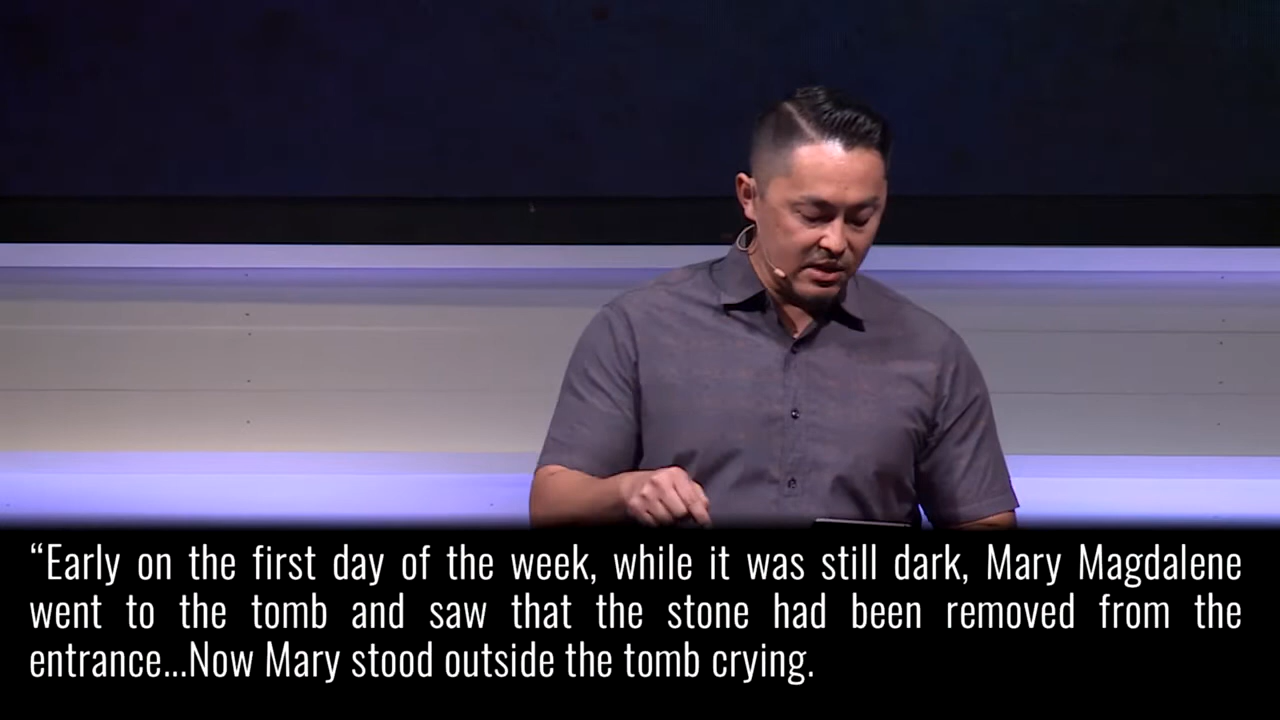 “Early on the first day of the week, while it was still dark, Mary Magdalene
went to the tomb and saw that the stone had been removed from the
entrance...Now Mary stood outside the tomb crying.